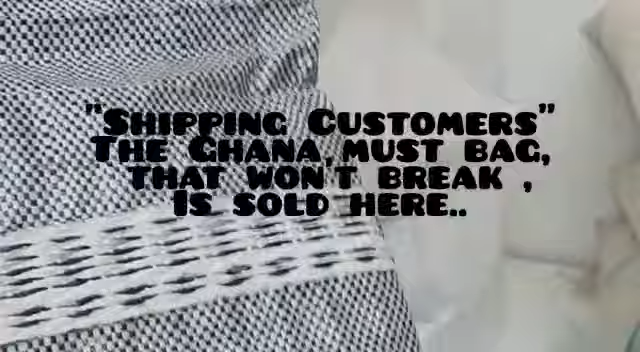 "Shipping Customers"
The Ghana,must bag,
that won't break ,
Is sold here..